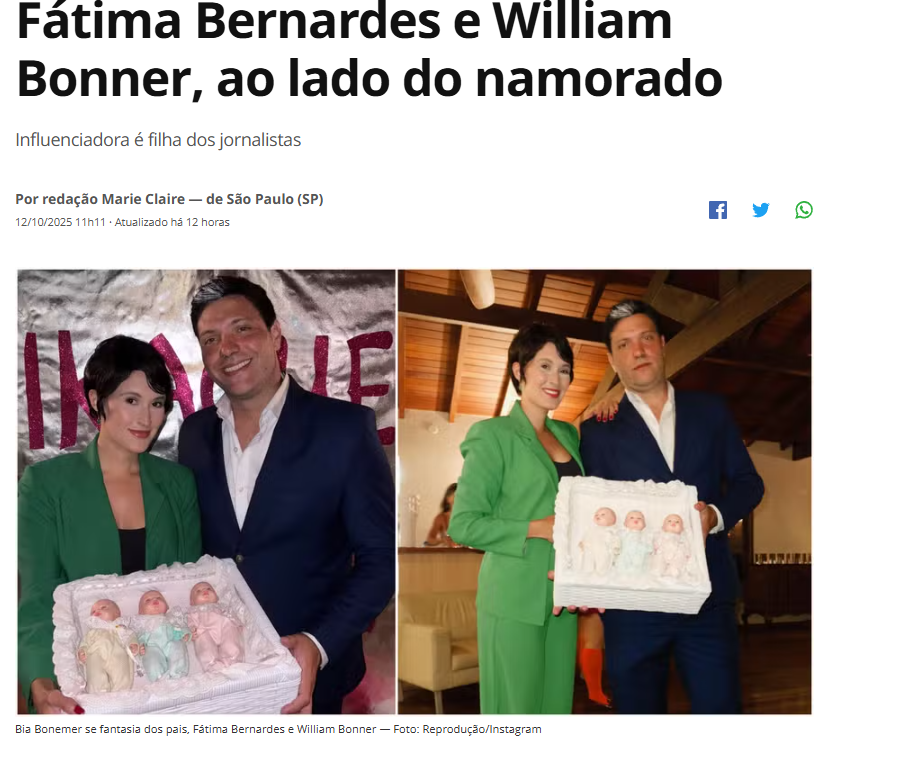 Fátima Bernardes e William
Bonner, ao lado do namorado
Influenciadora é filha dos jornalistas
Por redação Marie Claire — de São Paulo (SP)
12/10/2025 11h11 · Atualizado há 12 horas
Bia Bonemer se fantasia dos pais, Fátima Bernardes e William Bonner — Foto: Reprodução/Instagram